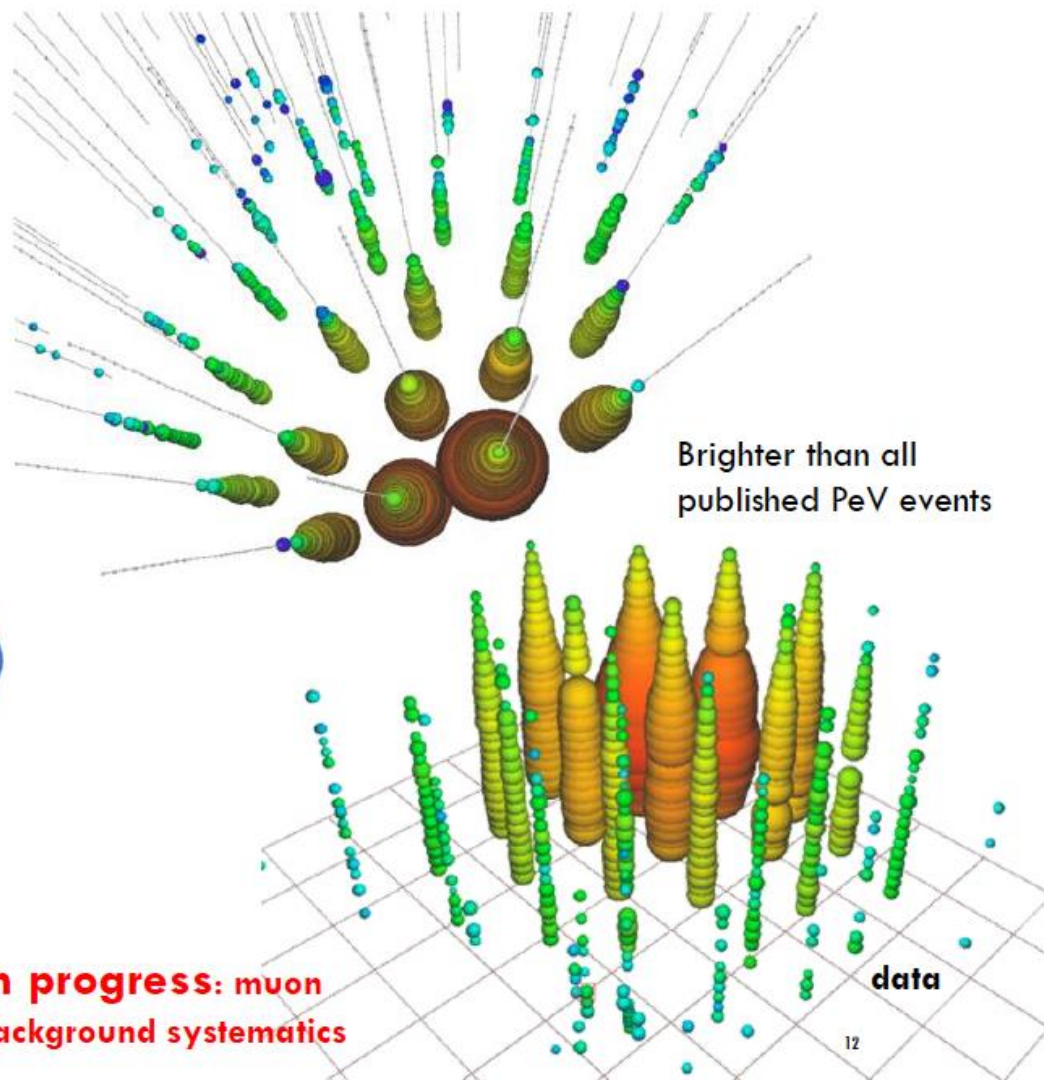 Brighter than all
published PeV events
n progress: muon
ackground systematics
data
12